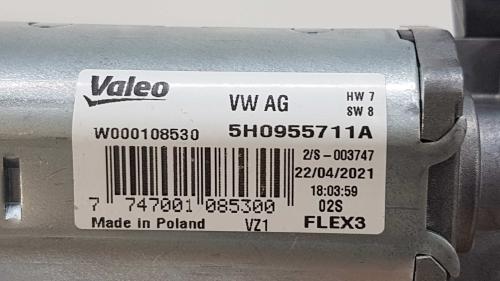 Valeo VW AG HW 7
SW 8
W000108530 5H0955711A
2/S-003747
22/04/2021
18:03:59
7 747001 085300 02S
Made in Poland VZ1 FLEX3